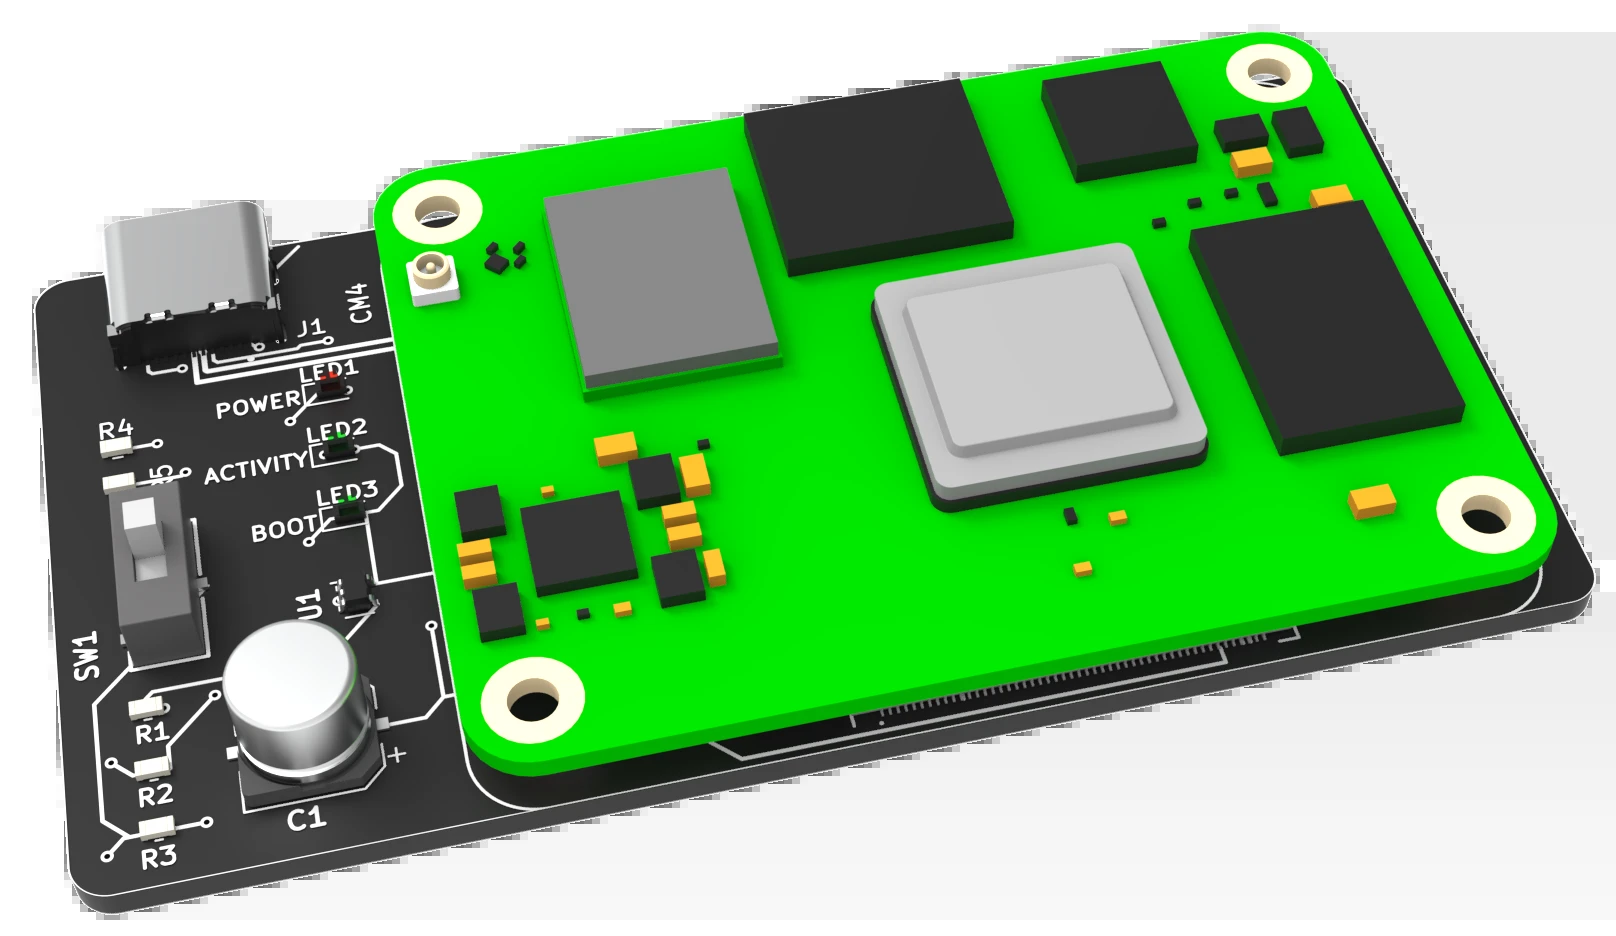 CM4
J1
LED1
POWER
R4
LED2
ACTIVITY
LED3
BOOT
U1
SW1
R1
R2
+
C1
R3